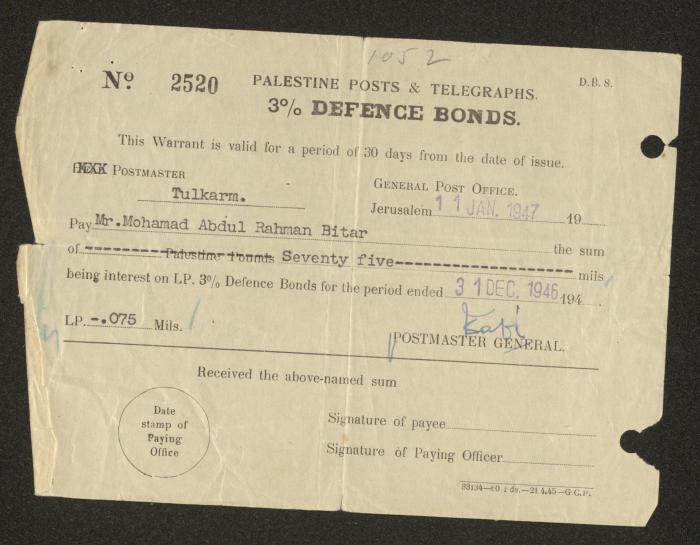 1052
No. 2520
PALESTINE POSTS & TELEGRAPHS.
D.B. 8.
3% DEFENCE BONDS.
This Warrant is valid for a period of 30 days from the date of issue.
XXX POSTMASTER
Tulkarm.
GENERAL POST OFFICE.
Jerusalem 11 JAN. 1947 19
Pay Mr. Mohamad Abdul Rahman Bitar the sum
of ---------Palestine Pounds Seventy five-------------------- mils
being interest on LP. 3% Defence Bonds for the period ended 31 DEC. 1946 194
LP. -.075 Mils.
POSTMASTER GENERAL.
Received the above-named sum
Date
stamp of
Paying
Office
Signature of payee
Signature of Paying Officer
21.4.45—G.C.P.